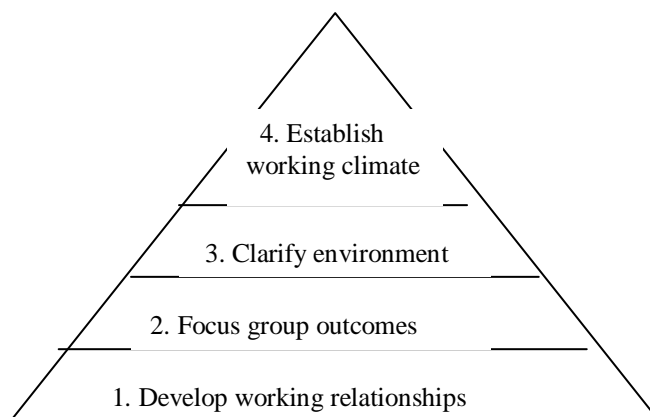 4. Establish
working climate
3. Clarify environment
2. Focus group outcomes
1. Develop working relationships